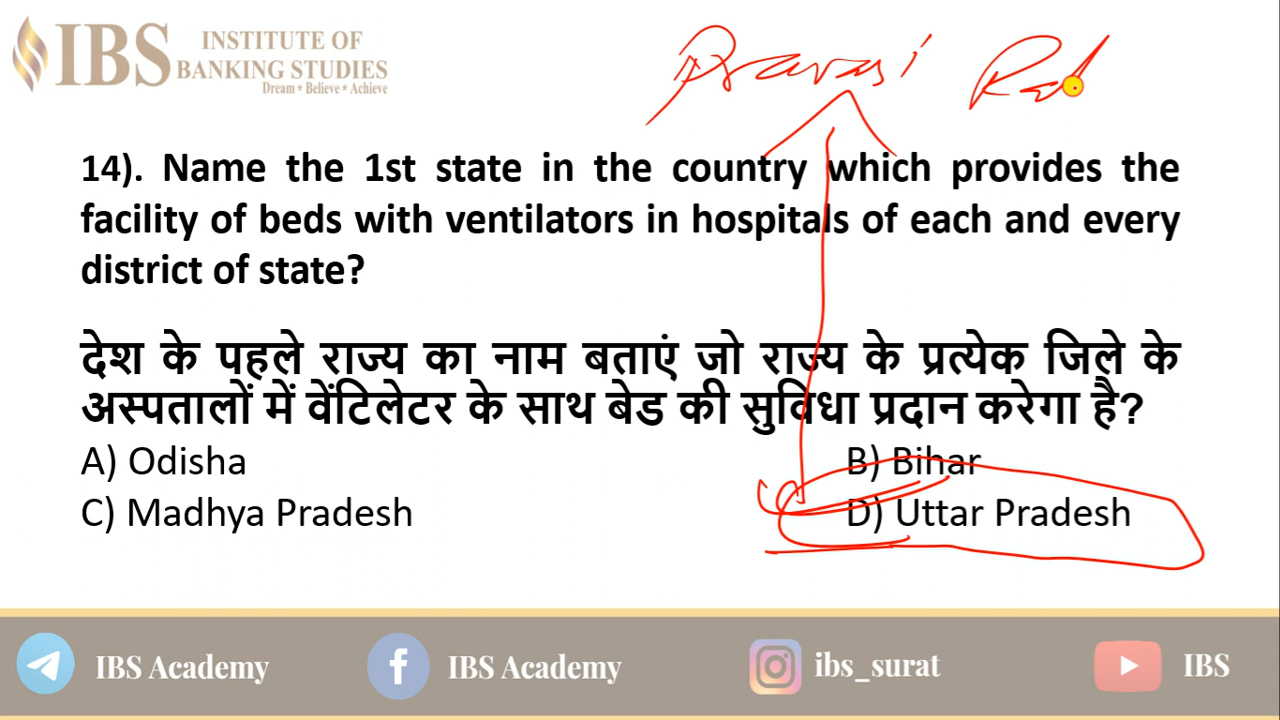 IBS INSTITUTE OF
BANKING STUDIES
Dream * Believe * Achieve
Pravasi
14). Name the 1st state in the country which provides the
facility of beds with ventilators in hospitals of each and every
district of state?
देश के पहले राज्य का नाम बताएं जो राज्य के प्रत्येक जिले के
अस्पतालों में वेंटिलेटर के साथ बेड की सुविधा प्रदान करेगा है?
A) Odisha B) Bihar
C) Madhya Pradesh D) Uttar Pradesh
IBS Academy IBS Academy ibs_surat IBS